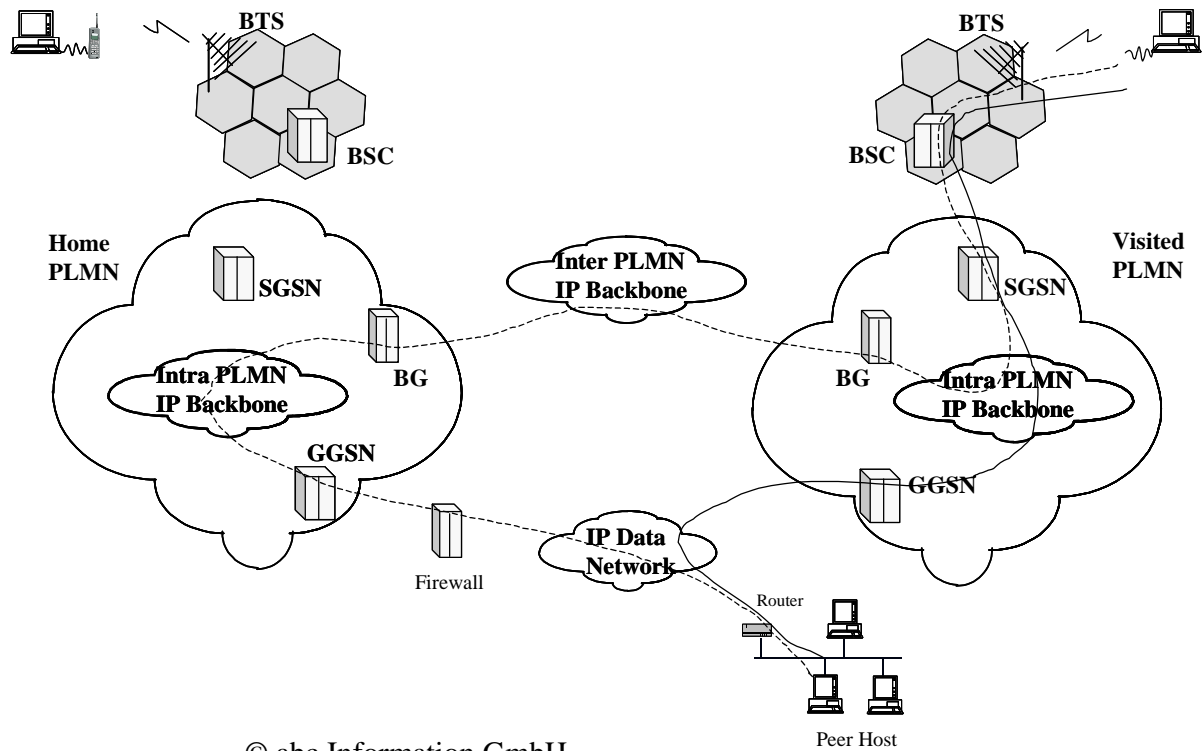 BTS
BTS
BSC
BSC
Home
PLMN
Visited
PLMN
SGSN
SGSN
Inter PLMN
IP Backbone
BG
BG
Intra PLMN
IP Backbone
Intra PLMN
IP Backbone
GGSN
GGSN
IP Data
Network
Firewall
Router
Peer Host